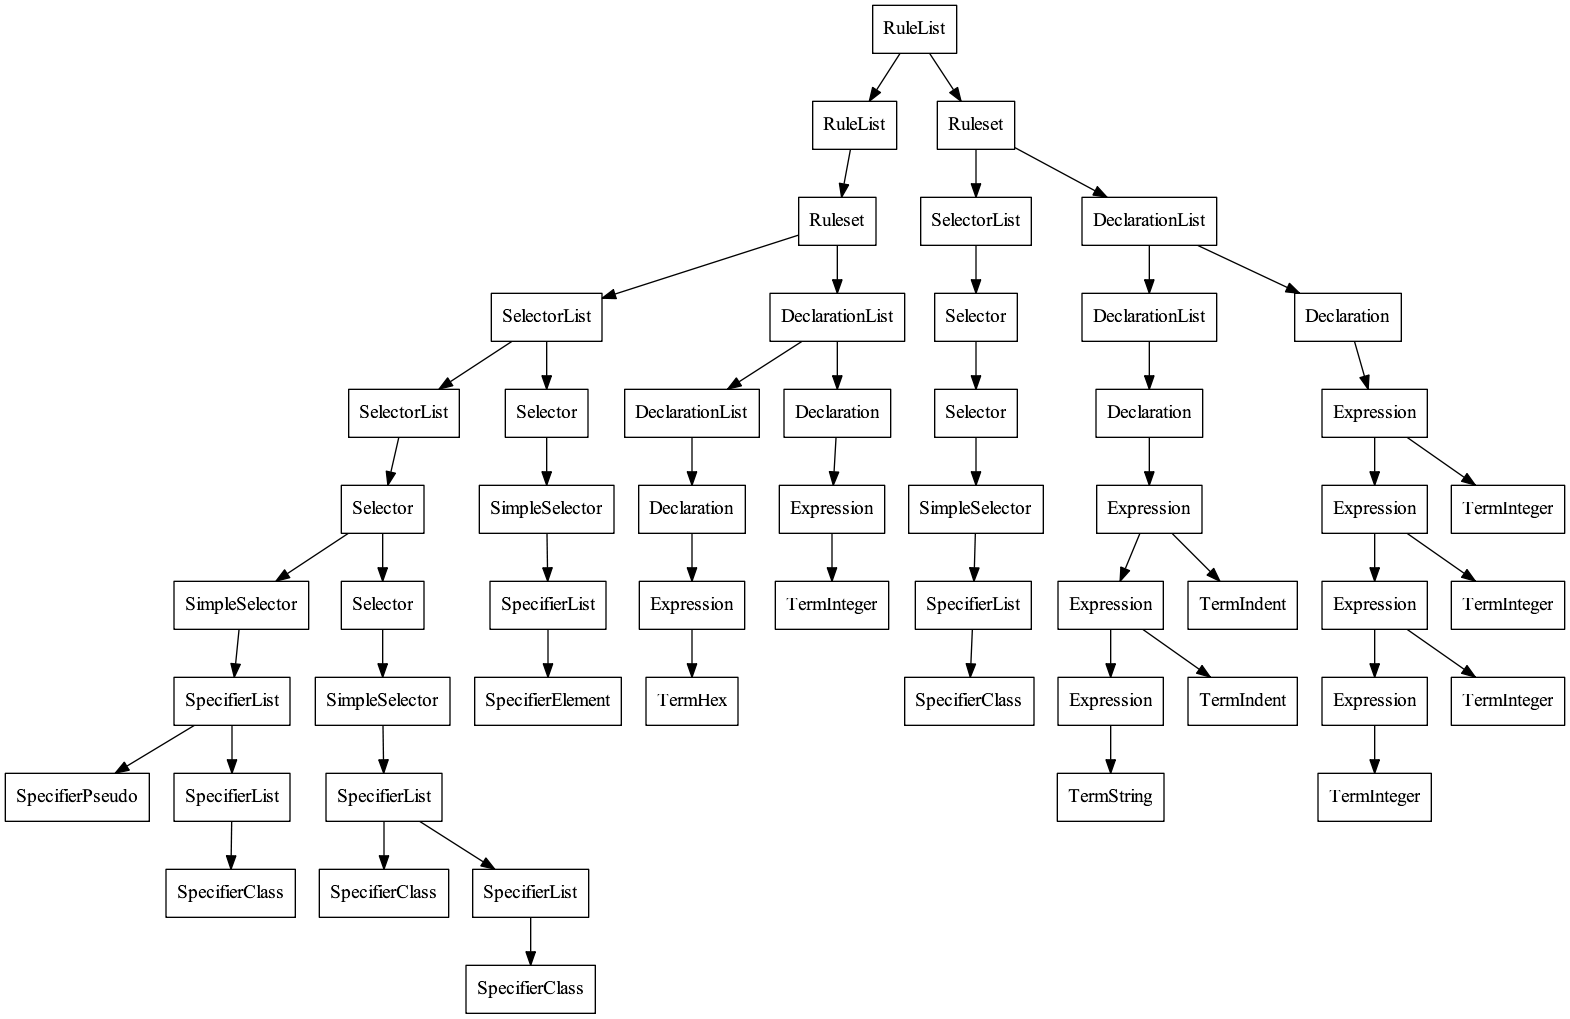 RuleList
RuleList Ruleset
Ruleset SelectorList DeclarationList
SelectorList DeclarationList Selector DeclarationList Declaration
SelectorList Selector DeclarationList Declaration Selector Declaration Expression
Selector SimpleSelector Declaration Expression SimpleSelector Expression Expression TermInteger
SimpleSelector Selector SpecifierList Expression TermInteger SpecifierList Expression TermIndent Expression TermInteger
SpecifierList SimpleSelector SpecifierElement TermHex SpecifierClass Expression TermIndent Expression TermInteger
SpecifierPseudo SpecifierList SpecifierList TermString TermInteger
SpecifierClass SpecifierClass SpecifierList
SpecifierClass